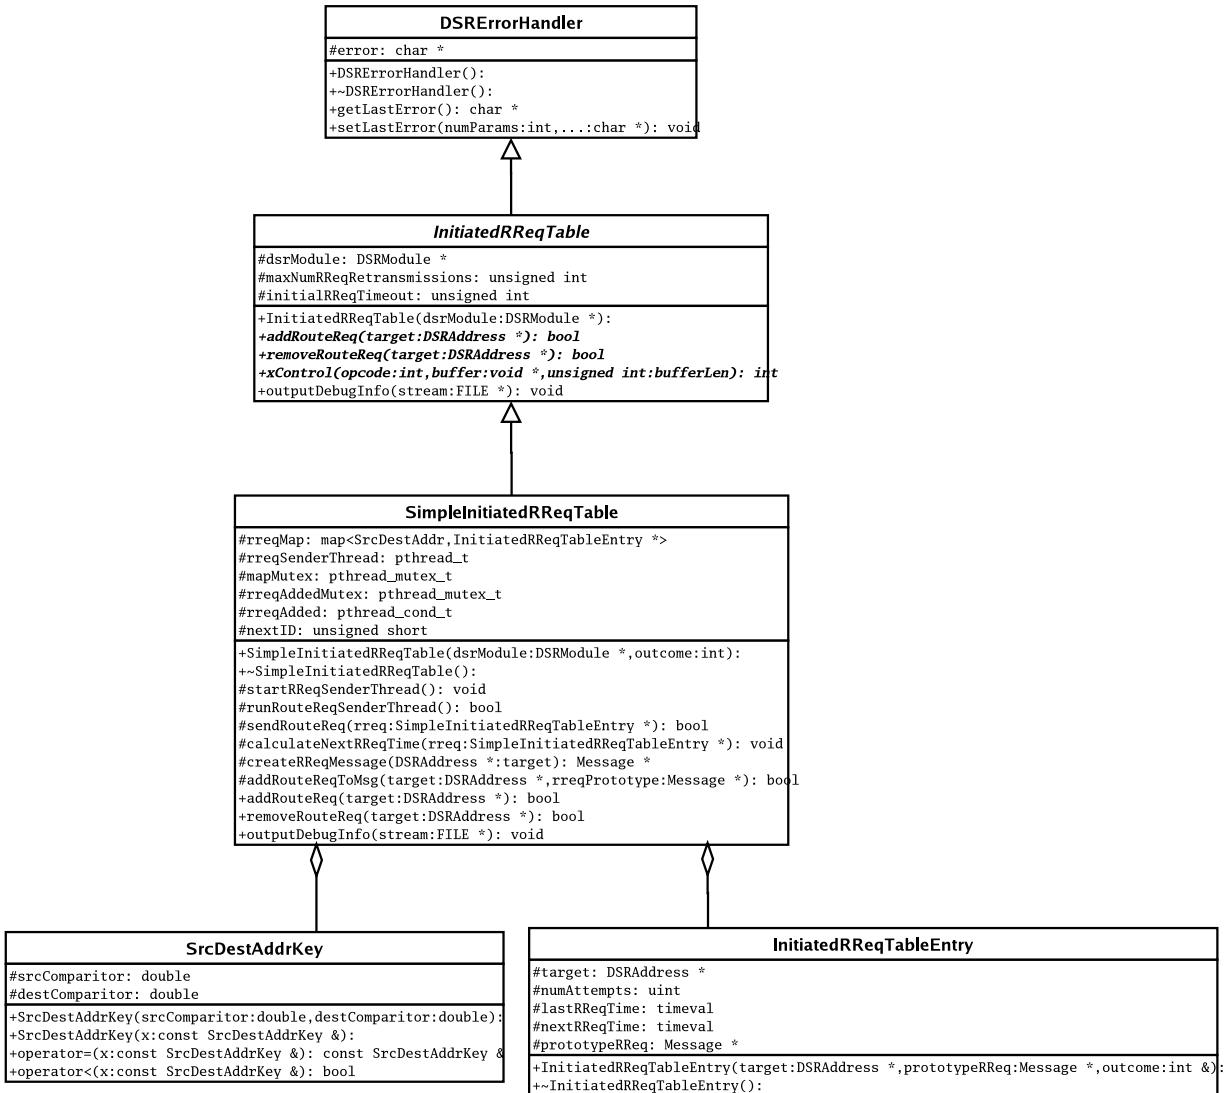 DSRErrorHandler
#error: char *
+DSRErrorHandler():
+~DSRErrorHandler():
+getLastError(): char *
+setLastError(numParams:int,...:char *): void
InitiatedRReqTable
#dsrModule: DSRModule *
#maxNumRReqRetransmissions: unsigned int
#initialRReqTimeout: unsigned int
+InitiatedRReqTable(dsrModule:DSRModule *):
+addRouteReq(target:DSRAddress *): bool
+removeRouteReq(target:DSRAddress *): bool
+xControl(opcode:int,buffer:void *,unsigned int:bufferLen): int
+outputDebugInfo(stream:FILE *): void
SimpleInitiatedRReqTable
#rreqMap: map<SrcDestAddr,InitiatedRReqTableEntry *>
#rreqSenderThread: pthread_t
#mapMutex: pthread_mutex_t
#rreqAddedMutex: pthread_mutex_t
#rreqAdded: pthread_cond_t
#nextID: unsigned short
+SimpleInitiatedRReqTable(dsrModule:DSRModule *,outcome:int):
+~SimpleInitiatedRReqTable():
#startRReqSenderThread(): void
#runRouteReqSenderThread(): bool
#sendRouteReq(rreq:SimpleInitiatedRReqTableEntry *): bool
#calculateNextRReqTime(rreq:SimpleInitiatedRReqTableEntry *): void
#createRReqMessage(DSRAddress *:target): Message *
#addRouteReqToMsg(target:DSRAddress *,rreqPrototype:Message *): bool
+addRouteReq(target:DSRAddress *): bool
+removeRouteReq(target:DSRAddress *): bool
+outputDebugInfo(stream:FILE *): void
SrcDestAddrKey
#srcComparitor: double
#destComparitor: double
+SrcDestAddrKey(srcComparitor:double,destComparitor:double):
+SrcDestAddrKey(x:const SrcDestAddrKey &):
+operator=(x:const SrcDestAddrKey &): const SrcDestAddrKey &
+operator<(x:const SrcDestAddrKey &): bool
InitiatedRReqTableEntry
#target: DSRAddress *
#numAttempts: uint
#lastRReqTime: timeval
#nextRReqTime: timeval
#prototypeRReq: Message *
+InitiatedRReqTableEntry(target:DSRAddress *,prototypeRReq:Message *,outcome:int &):
+~InitiatedRReqTableEntry():